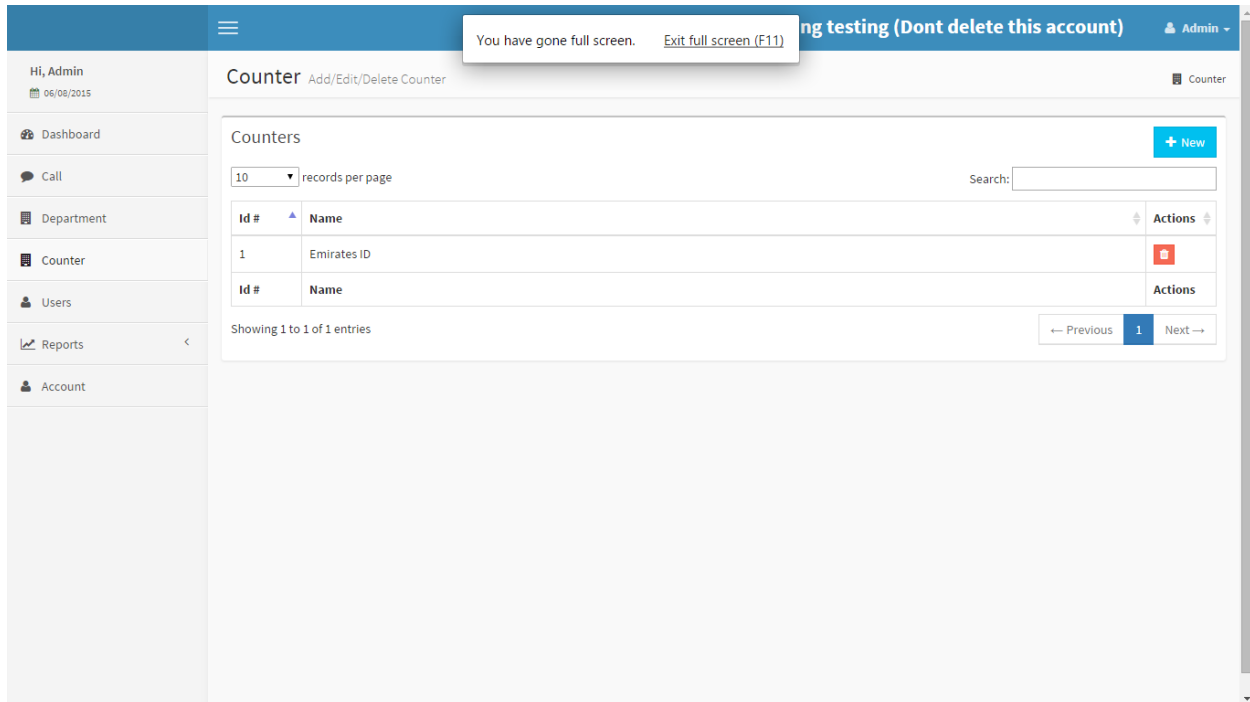 ng testing (Dont delete this account)
Admin
You have gone full screen. Exit full screen (F11)
Hi, Admin
06/08/2015
Dashboard
Call
Department
Counter
Users
Reports
Account
Counter Add/Edit/Delete Counter
Counter
Counters
+ New
10 records per page
Search:
Id # Name Actions
1 Emirates ID
Id # Name Actions
Showing 1 to 1 of 1 entries
← Previous 1 Next →